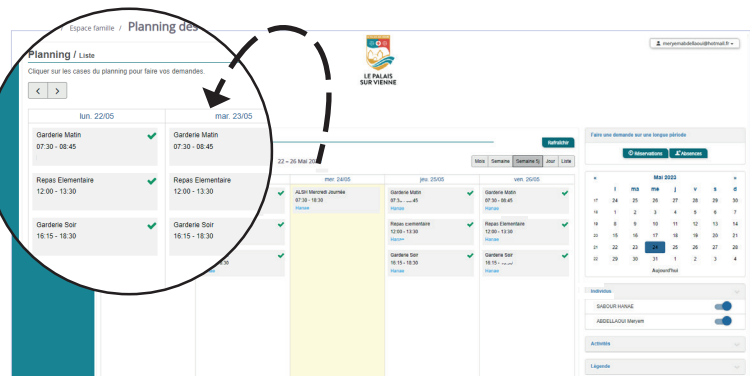 Espace famille / Planning des
meryemabdellaoui@hotmail.fr
LE PALAIS
SUR VIENNE
Planning / Liste
Cliquer sur les cases du planning pour faire vos demandes.
< >
lun. 22/05
mar. 23/05
Garderie Matin
07:30 - 08:45
Garderie Matin
07:30 - 08:45
Repas Elementaire
12:00 - 13:30
Repas Elementaire
12:00 - 13:30
Garderie Soir
16:15 - 18:30
Garderie Soir
16:15 - 18:30
Rafraîchir
22 – 26 Mai
Mois Semaine Semaine 5j Jour Liste
mer. 24/05
jeu. 25/05
ven. 26/05
ALSH Mercredi Journée
07:30 - 18:30
Hanae
Garderie Matin
45
Hanae
Garderie Matin
07:30 - 08:45
Hanae
Repas
12:00 - 13:30
Repas Elementaire
12:00 - 13:30
Hanae
Garderie Soir
16:15 - 18:30
Hanae
Garderie Soir
16:15 -
Hanae
Faire une demande sur une longue période
Réservations Absences
« Mai 2023 »
l ma me j v s d
17 24 25 26 27 28 29 30
18 1 2 3 4 5 6 7
19 8 9 10 11 12 13 14
20 15 16 17 18 19 20 21
21 22 23 24 25 26 27 28
22 29 30 31 1 2 3 4
Aujourd'hui
Individus
SABOUR HANAE
ABDELLAOUI Meryem
Activités
Légende